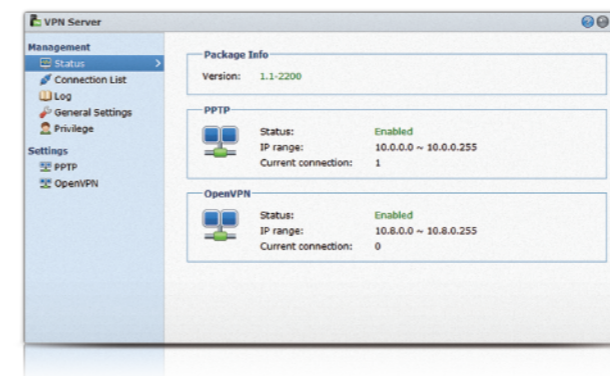 VPN Server
Management
Status
Connection List
Log
General Settings
Privilege
Settings
PPTP
OpenVPN
Package Info
Version: 1.1-2200
PPTP
Status: Enabled
IP range: 10.0.0.0 ~ 10.0.0.255
Current connection: 1
OpenVPN
Status: Enabled
IP range: 10.8.0.0 ~ 10.8.0.255
Current connection: 0